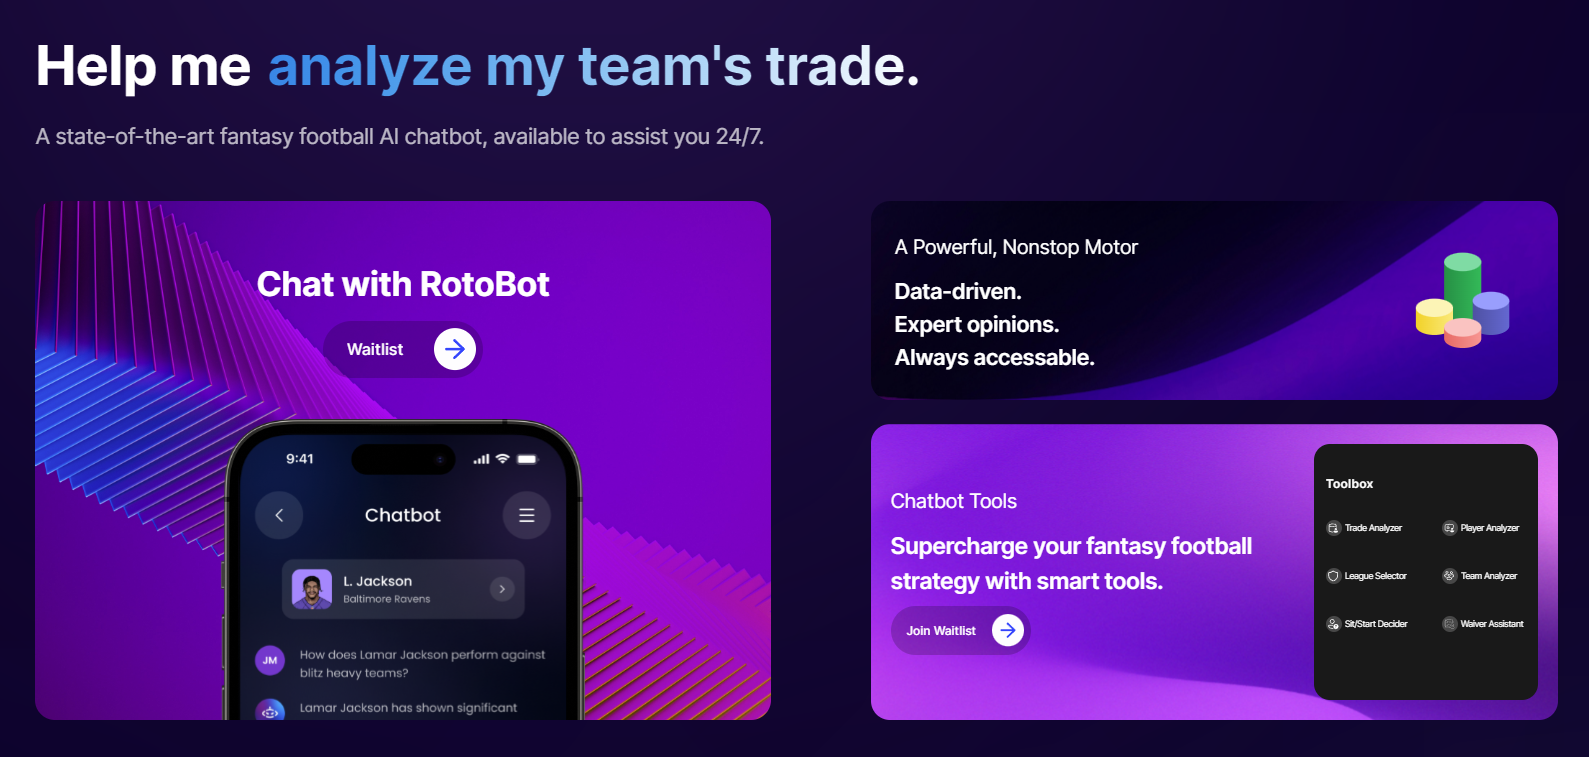 Help me analyze my team's trade.
A state-of-the-art fantasy football AI chatbot, available to assist you 24/7.
Chat with RotoBot
Waitlist
9:41
Chatbot
L. Jackson
Baltimore Ravens
JM
How does Lamar Jackson perform against
blitz heavy teams?
Lamar Jackson has shown significant
A Powerful, Nonstop Motor
Data-driven.
Expert opinions.
Always accessable.
Chatbot Tools
Supercharge your fantasy football
strategy with smart tools.
Join Waitlist
Toolbox
Trade Analyzer
Player Analyzer
League Selector
Team Analyzer
Sit/Start Decider
Waiver Assistant